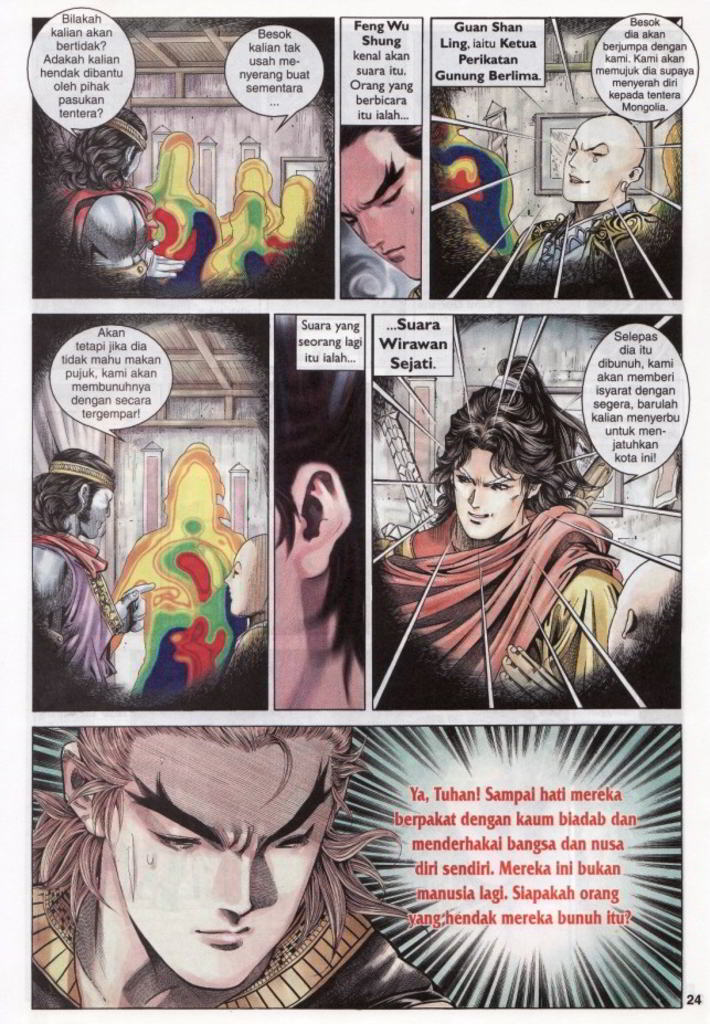 Bilakah
kalian akan
bertidak?
Adakah kalian
hendak dibantu
oleh pihak
pasukan
tentera?
Besok
kalian tak
usah me-
nyerang buat
sementara
...
Feng Wu
Shung
kenal akan
suara itu.
Orang yang
berbicara
itu ialah...
Guan Shan
Ling, iaitu Ketua
Perikatan
Gunung Berlima.
Besok
dia akan
berjumpa dengan
kami. Kami akan
memujuk dia supaya
menyerah diri
kepada tentera
Mongolia.
Akan
tetapi jika dia
tidak mahu makan
pujuk, kami akan
membunuhnya
dengan secara
tergempar!
Suara yang
seorang lagi
itu ialah...
...Suara
Wirawan
Sejati.
Selepas
dia itu
dibunuh, kami
akan memberi
isyarat dengan
segera, barulah
kalian menyerbu
untuk men-
jatuhkan
kota ini!
Ya, Tuhan! Sampai hati mereka
berpakat dengan kaum biadab dan
menderhakai bangsa dan nusa
diri sendiri. Mereka ini bukan
manusia lagi. Siapakah orang
yang hendak mereka bunuh itu?
24